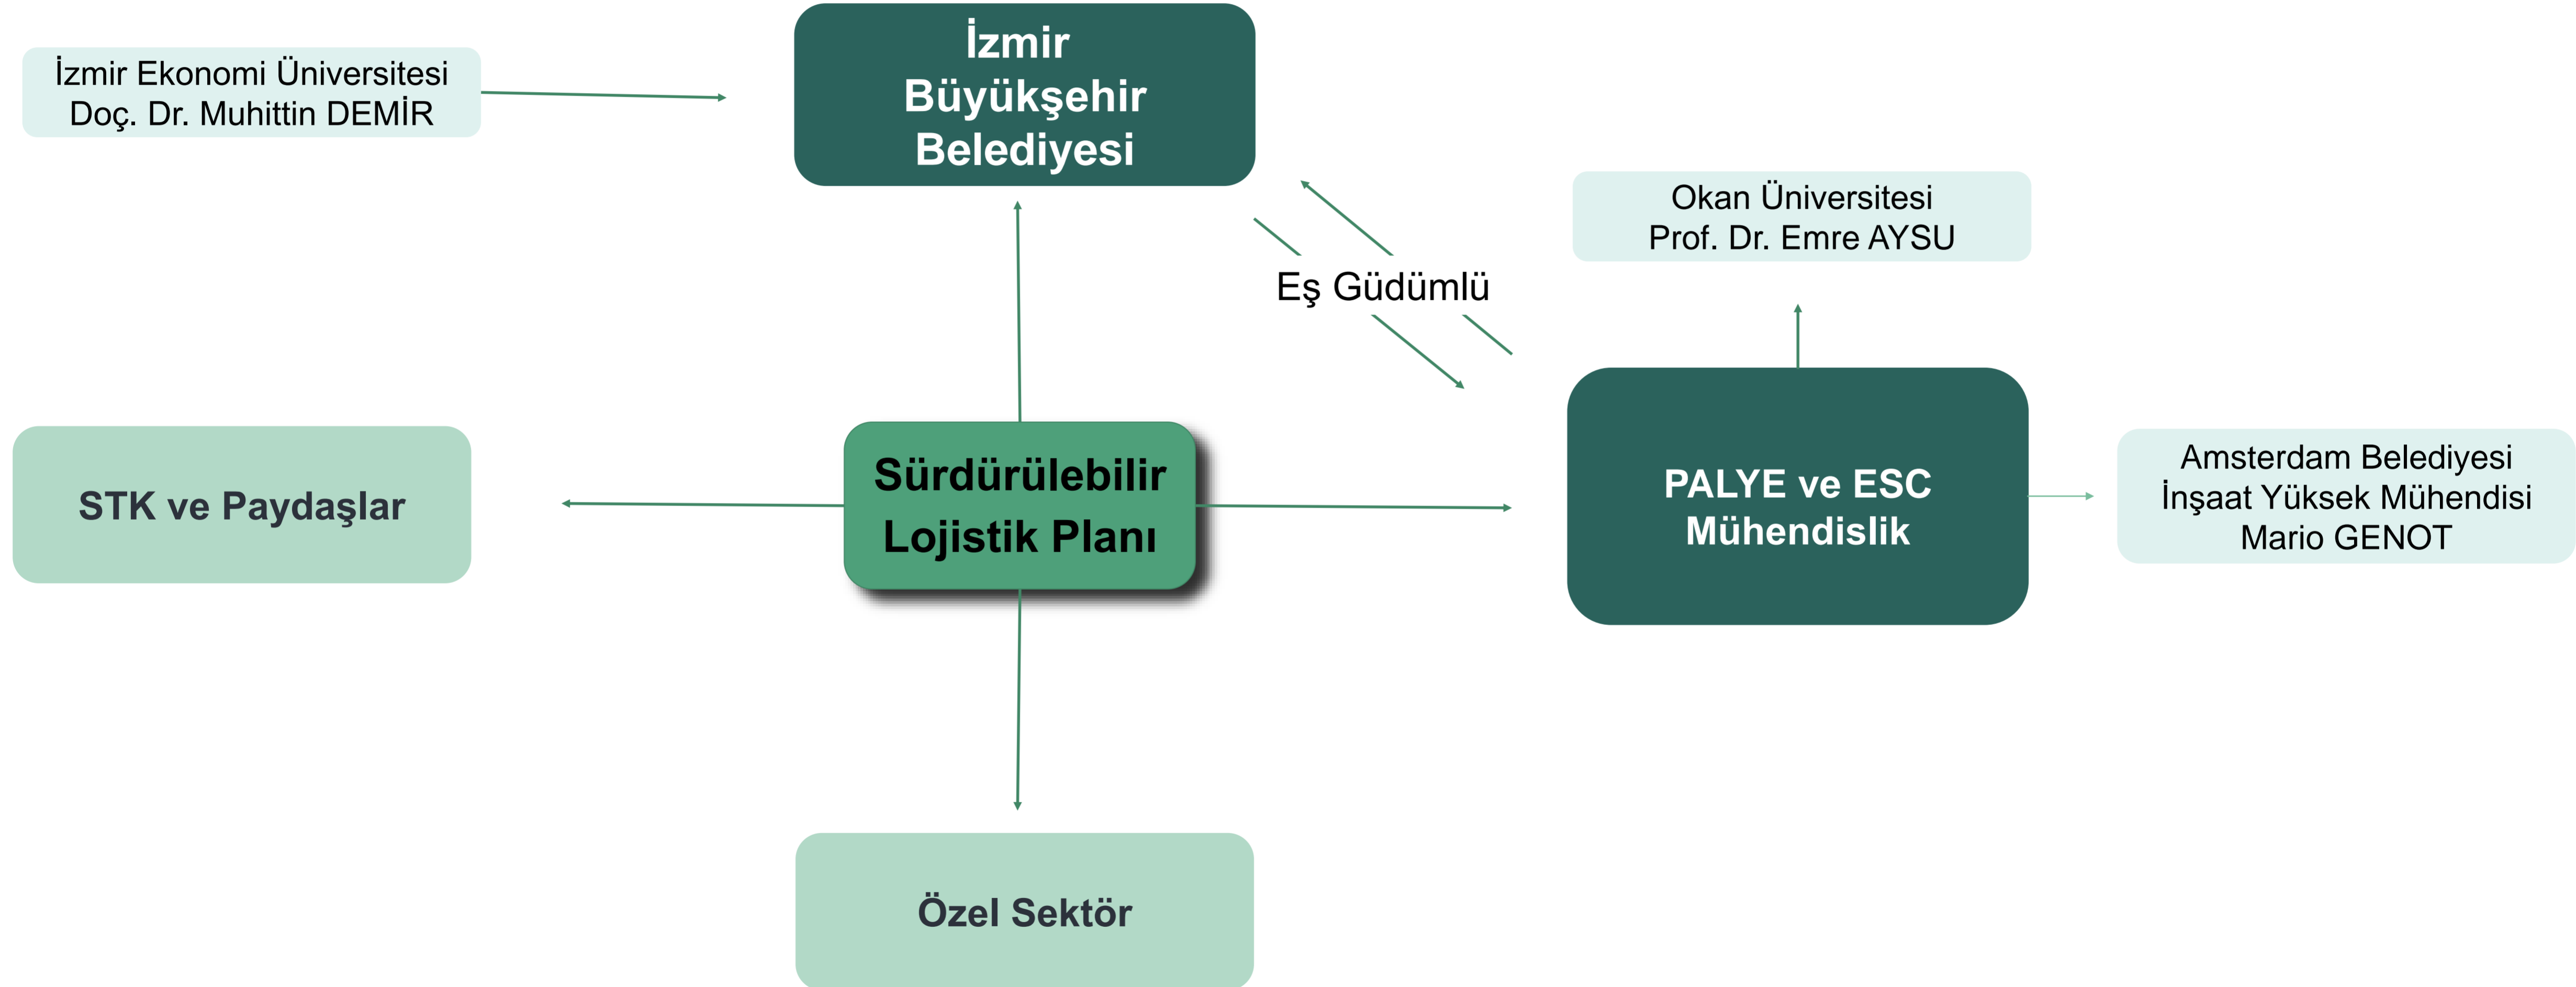 İzmir
Büyükşehir
Belediyesi
İzmir Ekonomi Üniversitesi
Doç. Dr. Muhittin DEMİR
Okan Üniversitesi
Prof. Dr. Emre AYSU
Eş Güdümlü
STK ve Paydaşlar
Sürdürülebilir
Lojistik Planı
PALYE ve ESC
Mühendislik
Amsterdam Belediyesi
İnşaat Yüksek Mühendisi
Mario GENOT
Özel Sektör